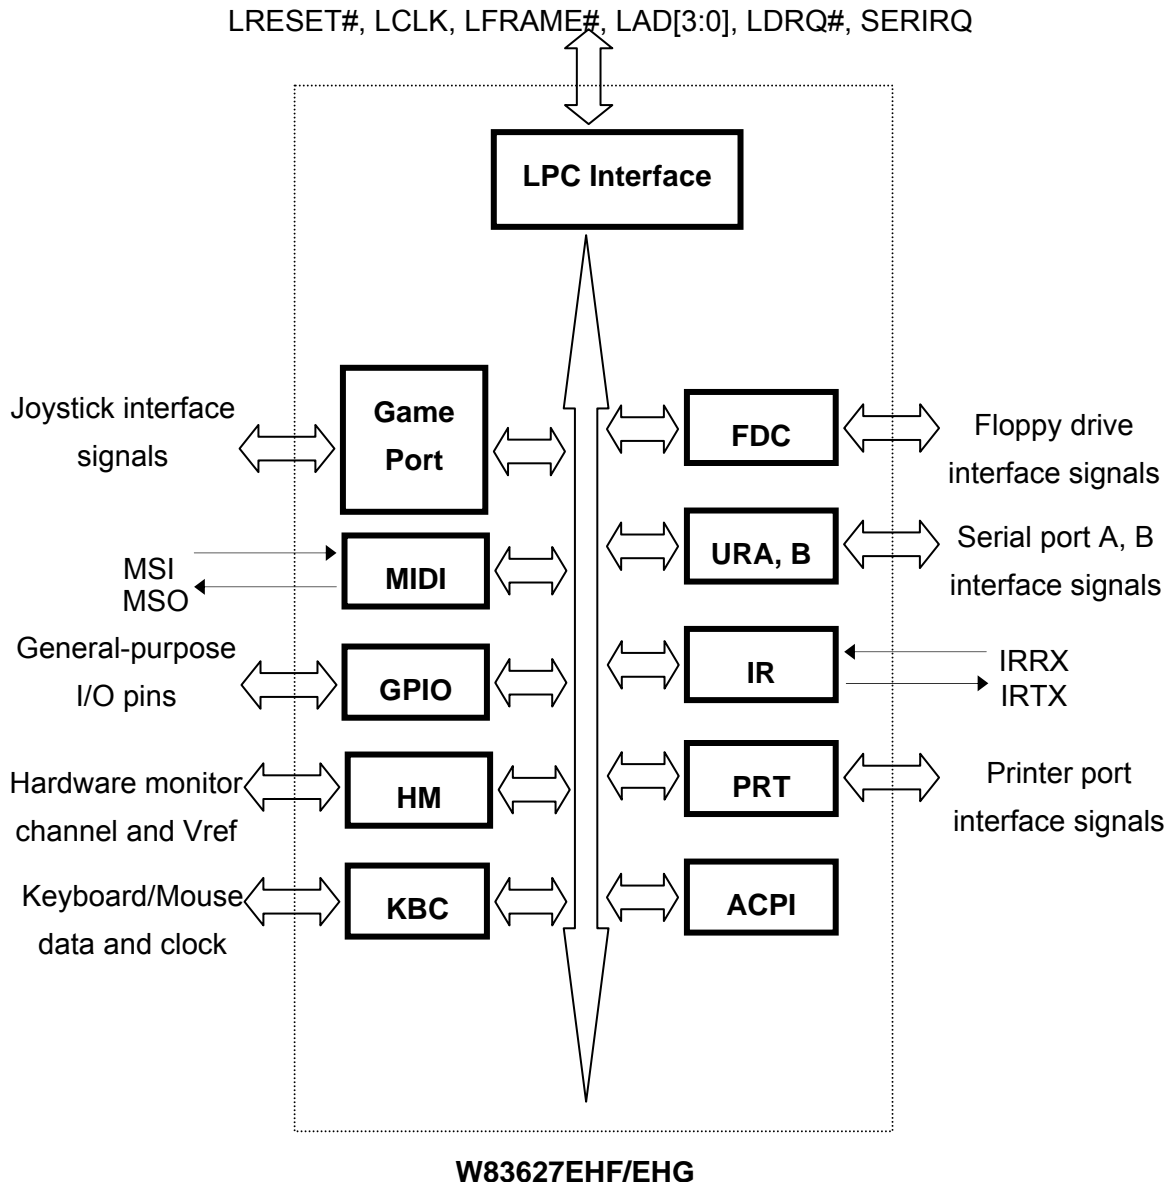 LRESET#, LCLK, LFRAME#, LAD[3:0], LDRQ#, SERIRQ
LPC Interface
Joystick interface
signals
Game
Port
FDC
Floppy drive
interface signals
MSI
MSO
MIDI
URA, B
Serial port A, B
interface signals
General-purpose
I/O pins
GPIO
IR
IRRX
IRTX
Hardware monitor
channel and Vref
HM
PRT
Printer port
interface signals
Keyboard/Mouse
data and clock
KBC
ACPI
W83627EHF/EHG